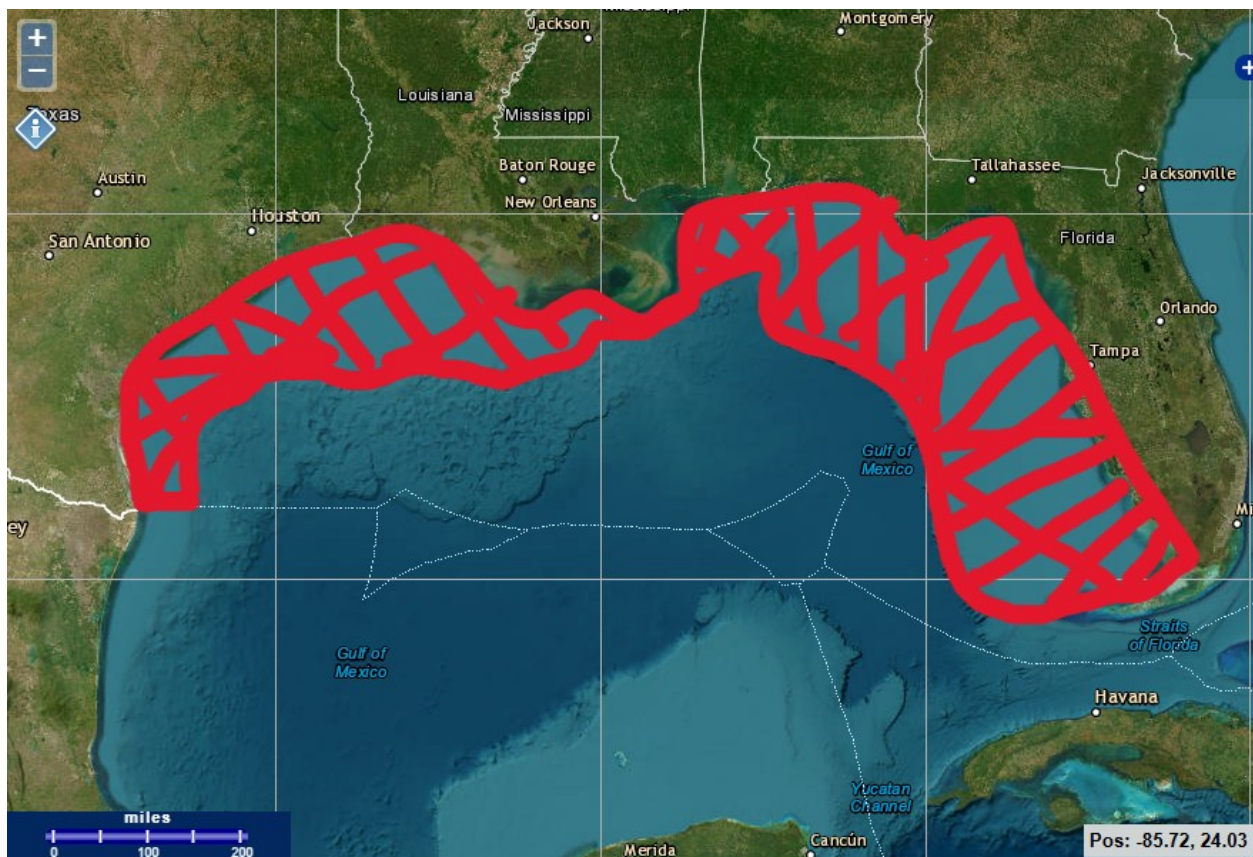 Mississippi
Jackson
Montgomery
+
−
Louisiana
Texas
Mississippi
i
Austin
Baton Rouge
Tallahassee
Jacksonville
New Orleans
Houston
San Antonio
Florida
Orlando
Tampa
Gulf of
Mexico
Mi
ey
Gulf of
Mexico
Straits
of Florida
Havana
Yucatan
Channel
miles
0 100 200
Merida
Cancún
Pos: -85.72, 24.03